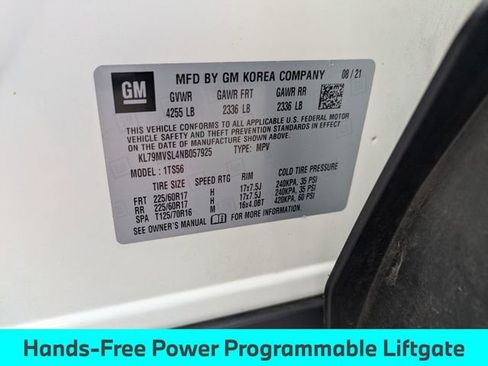 GM
MFD BY GM KOREA COMPANY 08 / 21
GVWR GAWR FRT GAWR RR
4255 LB 2336 LB 2336 LB
THIS VEHICLE CONFORMS TO ALL APPLICABLE U.S. FEDERAL MOTOR
VEHICLE SAFETY AND THEFT PREVENTION STANDARDS IN EFFECT
ON THE DATE OF MANUFACTURE SHOWN ABOVE.
KL79MVSL4NB057925 TYPE: MPV
MODEL : 1TS56
SPEED RTG RIM COLD TIRE PRESSURE
FRT 225/60R17 H 17x7.5J 240KPA, 35 PSI
RR 225/60R17 H 17x7.5J 240KPA, 35 PSI
SPA T125/70R16 M 16x4.0BT 420KPA, 60 PSI
SEE OWNER'S MANUAL FOR MORE INFORMATION.
Hands-Free Power Programmable Liftgate